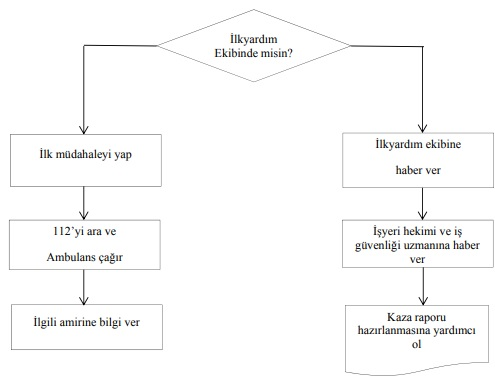 İlkyardım
Ekibinde misin?
İlk müdahaleyi yap
112'yi ara ve
Ambulans çağır
İlgili amirine bilgi ver
İlkyardım ekibine
haber ver
İşyeri hekimi ve iş
güvenliği uzmanına haber
ver
Kaza raporu
hazırlanmasına yardımcı
ol